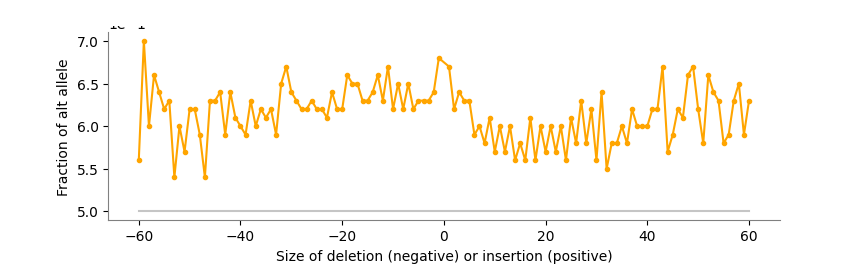 7.0
6.5
6.0
5.5
5.0
Fraction of alt allele
−60 −40 −20 0 20 40 60
Size of deletion (negative) or insertion (positive)